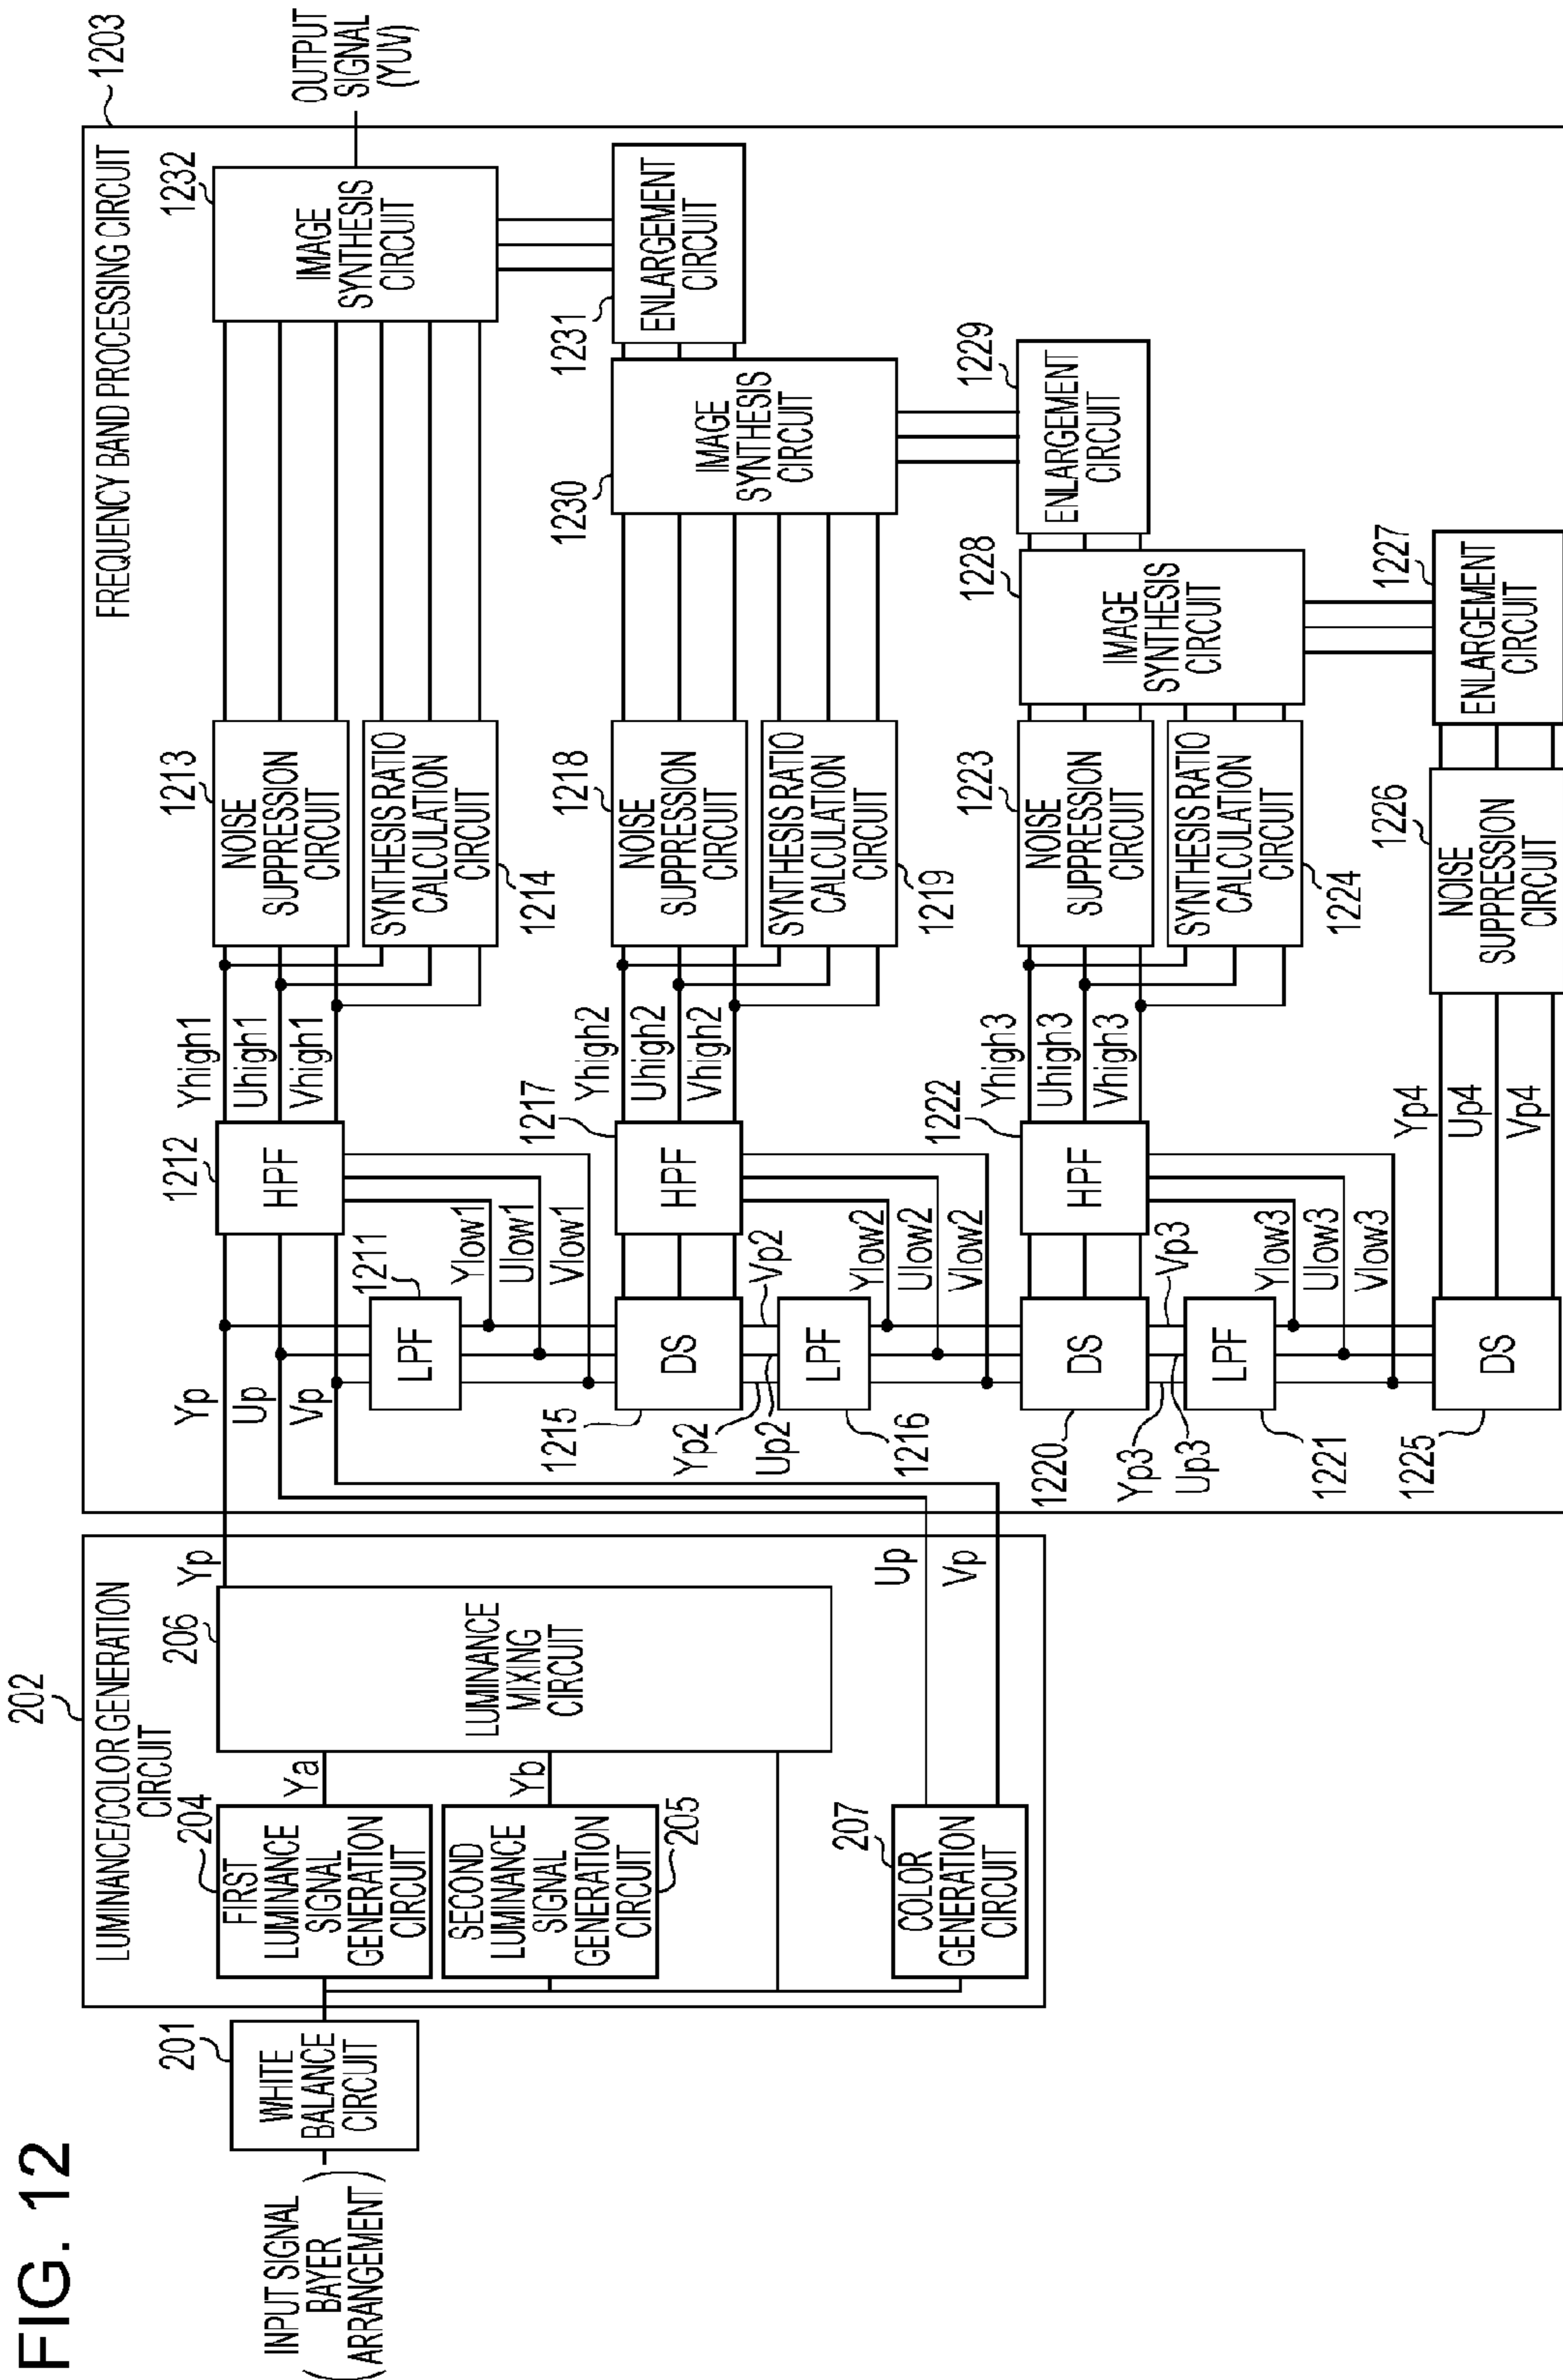 FIG. 12
INPUT SIGNAL
BAYER
ARRANGEMENT
201
WHITE
BALANCE
CIRCUIT
202
LUMINANCE/COLOR GENERATION
CIRCUIT
204
FIRST
LUMINANCE
SIGNAL
GENERATION
CIRCUIT
Ya
SECOND
LUMINANCE
SIGNAL
GENERATION
CIRCUIT
205
Yb
206
LUMINANCE
MIXING
CIRCUIT
Yp
207
COLOR
GENERATION
CIRCUIT
Up
Vp
1203
FREQUENCY BAND PROCESSING CIRCUIT
Yp
Up
Vp
1211
LPF
Ylow1
Ulow1
Vlow1
1212
HPF
Yhigh1
Uhigh1
Vhigh1
1213
NOISE
SUPPRESSION
CIRCUIT
SYNTHESIS RATIO
CALCULATION
CIRCUIT
1214
1232
IMAGE
SYNTHESIS
CIRCUIT
OUTPUT
SIGNAL
(YUV)
1231
ENLARGEMENT
CIRCUIT
1215
DS
Yp2
Up2
Vp2
LPF
1216
Ylow2
Ulow2
Vlow2
1217
HPF
Yhigh2
Uhigh2
Vhigh2
1218
NOISE
SUPPRESSION
CIRCUIT
SYNTHESIS RATIO
CALCULATION
CIRCUIT
1219
1230
IMAGE
SYNTHESIS
CIRCUIT
1229
ENLARGEMENT
CIRCUIT
1220
DS
Yp3
Up3
Vp3
LPF
1221
Ylow3
Ulow3
Vlow3
1222
HPF
Yhigh3
Uhigh3
Vhigh3
1223
NOISE
SUPPRESSION
CIRCUIT
SYNTHESIS RATIO
CALCULATION
CIRCUIT
1224
1228
IMAGE
SYNTHESIS
CIRCUIT
1227
ENLARGEMENT
CIRCUIT
1225
DS
Yp4
Up4
Vp4
1226
NOISE
SUPPRESSION
CIRCUIT